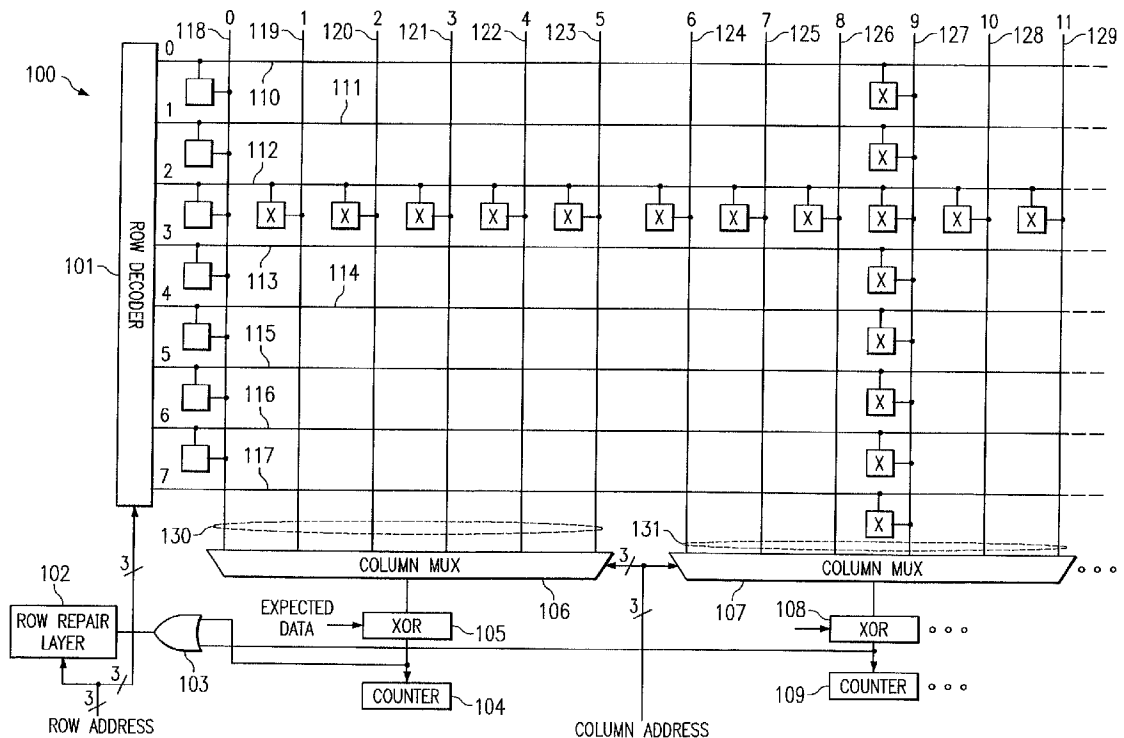 0 1 2 3 4 5 6 7 8 9 10 11
118 119 120 121 122 123 124 125 126 127 128 129
0
100
110
111
X
1
X
112
2
X X X X X X X X X X X
3
101
ROW DECODER
113
114
X
4
X
115
5
X
116
6
X
117
7
X
130
131
COLUMN MUX
3
COLUMN MUX
3
102
106
3
107
ROW REPAIR
LAYER
EXPECTED
DATA
XOR
105
108
XOR
103
3
3
COUNTER
104
109
COUNTER
ROW ADDRESS
COLUMN ADDRESS